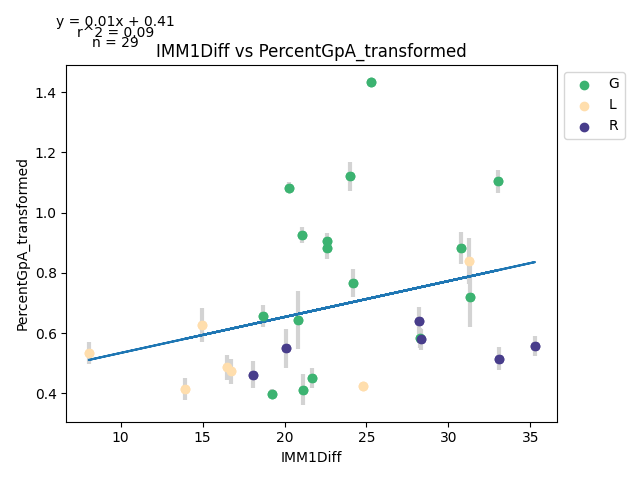 y = 0.01x + 0.41
r^2 = 0.09
n = 29
IMM1Diff vs PercentGpA_transformed
G
L
R
PercentGpA_transformed
1.4
1.2
1.0
0.8
0.6
0.4
10 15 20 25 30 35
IMM1Diff